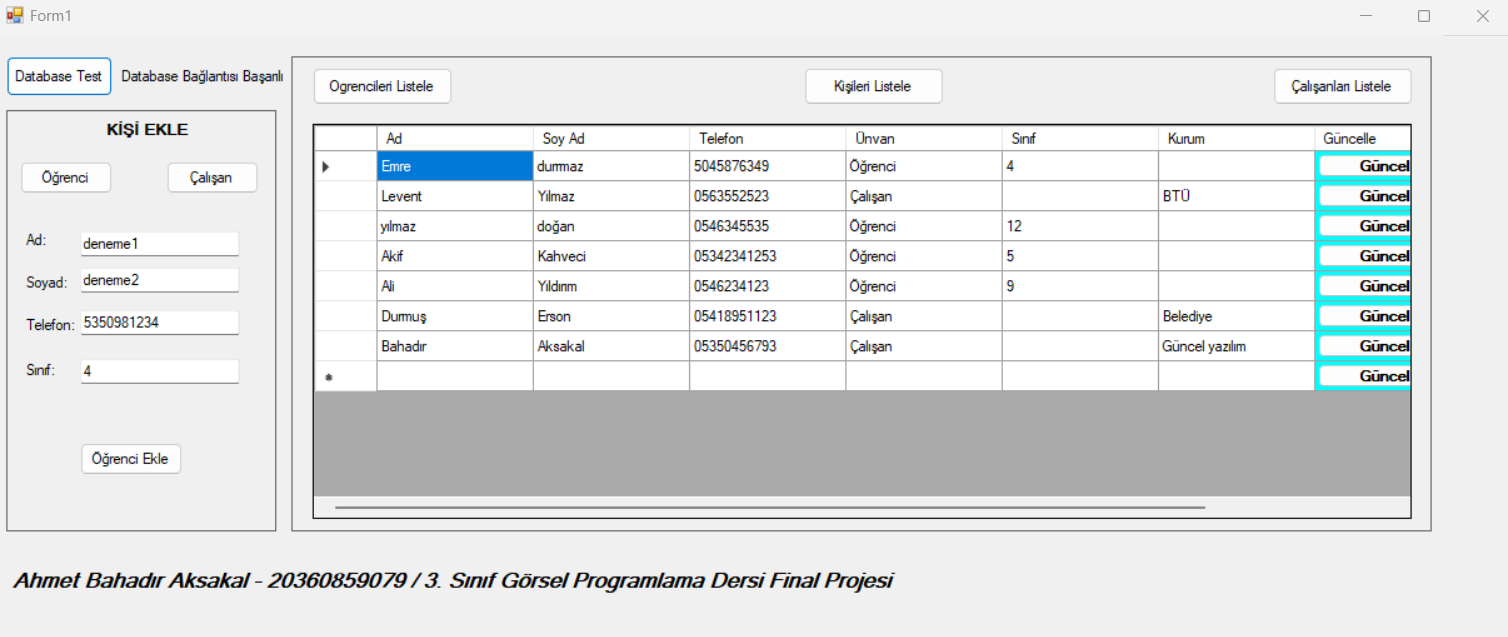 Form1
Database Test Database Bağlantısı Başarılı
KİŞİ EKLE
Öğrenci Çalışan
Ad: deneme1
Soyad: deneme2
Telefon: 5350981234
Sınıf: 4
Öğrenci Ekle
Ogrencileri Listele Kişileri Listele Çalışanları Listele
Ad Soy Ad Telefon Ünvan Sınıf Kurum Güncelle
Emre durmaz 5045876349 Öğrenci 4 Güncel
Levent Yılmaz 0563552523 Çalışan BTÜ Güncel
yılmaz doğan 0546345535 Öğrenci 12 Güncel
Akif Kahveci 05342341253 Öğrenci 5 Güncel
Ali Yıldırım 0546234123 Öğrenci 9 Güncel
Durmuş Erson 05418951123 Çalışan Belediye Güncel
Bahadır Aksakal 05350456793 Çalışan Güncel yazılım Güncel
Güncel
Ahmet Bahadır Aksakal - 20360859079 / 3. Sınıf Görsel Programlama Dersi Final Projesi